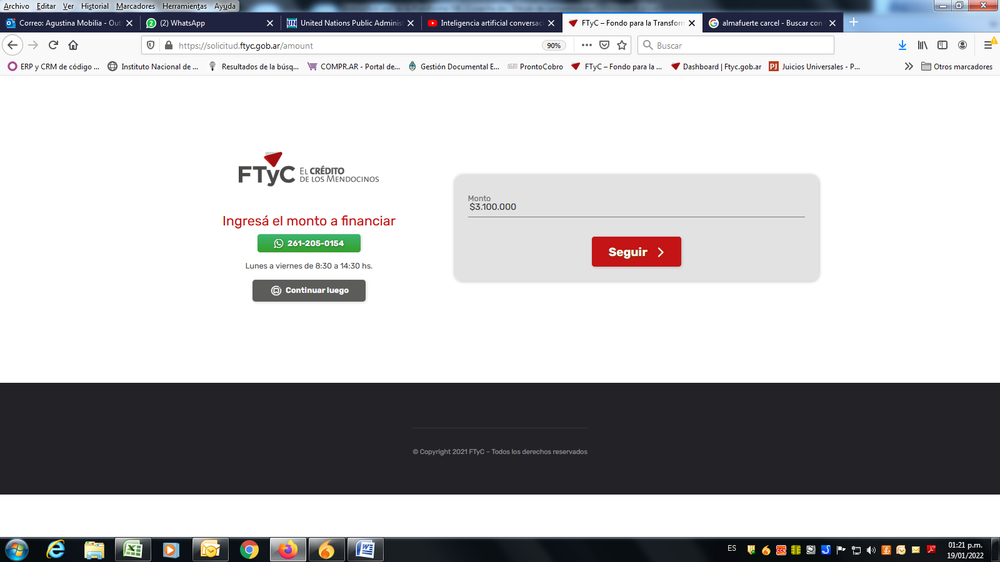 Archivo Editar Ver Historial Marcadores Herramientas Ayuda
Correo: Agustina Mobilia - Out
(2) WhatsApp
United Nations Public Administ
Inteligencia artificial conversaci
FTyC – Fondo para la Transform
almafuerte carcel - Buscar con
https://solicitud.ftyc.gob.ar/amount
90%
Buscar
ERP y CRM de código ...
Instituto Nacional de ...
Resultados de la búsq...
COMPR.AR - Portal de...
Gestión Documental E...
ProntoCobro
FTyC – Fondo para la ...
Dashboard | Ftyc.gob.ar
Juicios Universales - P...
Otros marcadores
FTyC EL CRÉDITO
DE LOS MENDOCINOS
Ingresá el monto a financiar
261-205-0154
Lunes a viernes de 8:30 a 14:30 hs.
Continuar luego
Monto
$3.100.000
Seguir
© Copyright 2021 FTyC – Todos los derechos reservados
ES
01:21 p.m.
19/01/2022